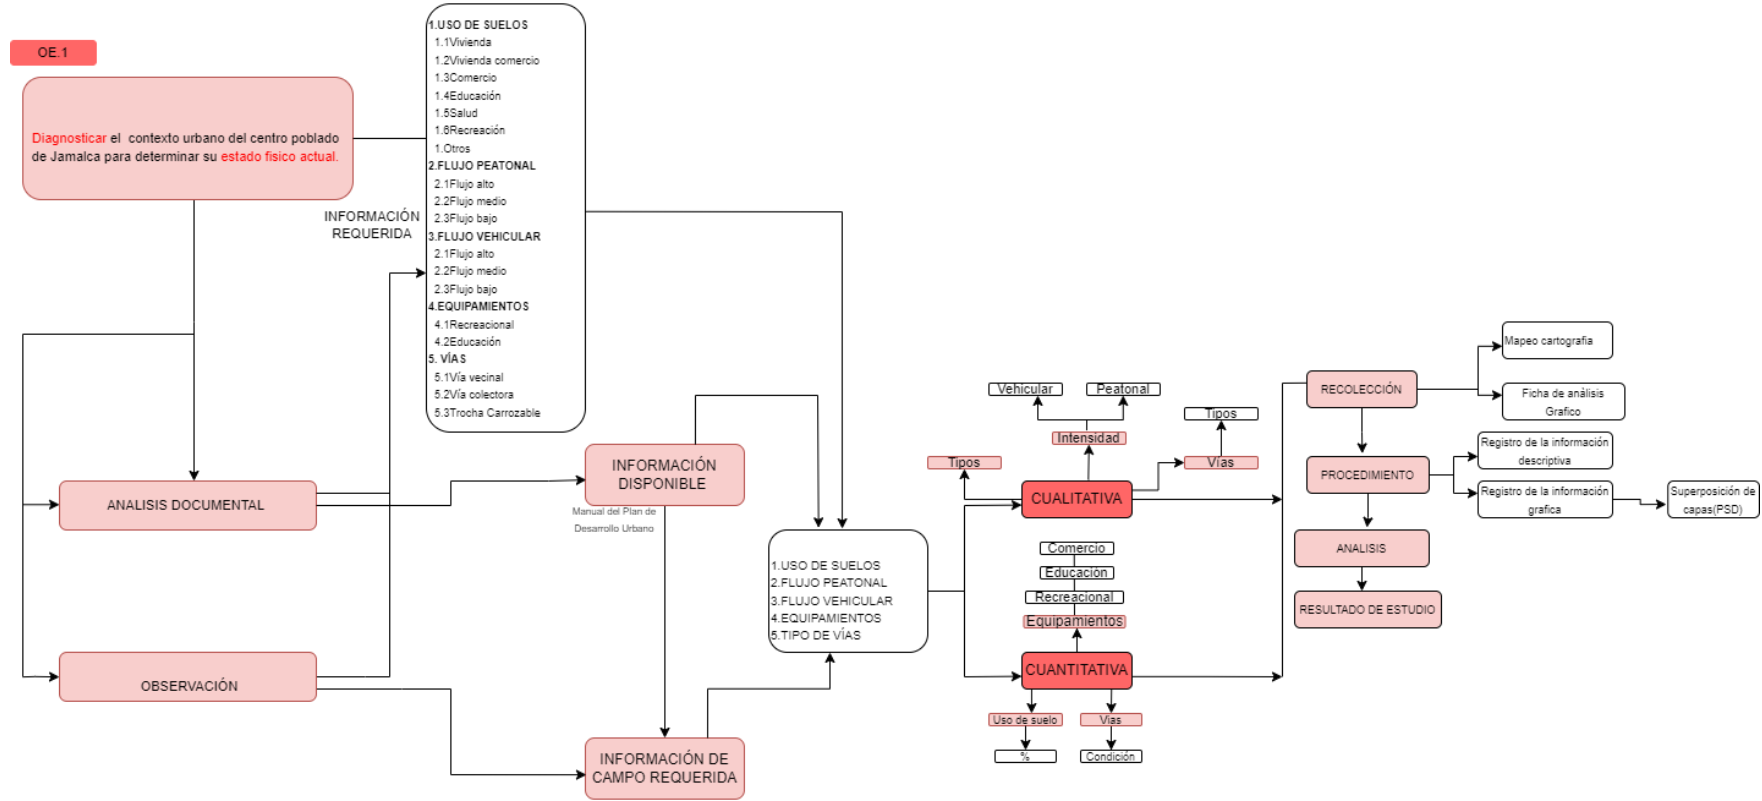 OE.1
Diagnosticar el contexto urbano del centro poblado
de Jamalca para determinar su estado fisico actual.
INFORMACIÓN
REQUERIDA
1.USO DE SUELOS
1.1Vivienda
1.2Vivienda comercio
1.3Comercio
1.4Educación
1.5Salud
1.6Recreación
1.Otros
2.FLUJO PEATONAL
2.1Flujo alto
2.2Flujo medio
2.3Flujo bajo
3.FLUJO VEHICULAR
2.1Flujo alto
2.2Flujo medio
2.3Flujo bajo
4.EQUIPAMIENTOS
4.1Recreacional
4.2Educación
5. VÍAS
5.1Vía vecinal
5.2Vía colectora
5.3Trocha Carrozable
ANALISIS DOCUMENTAL
OBSERVACIÓN
INFORMACIÓN
DISPONIBLE
Manual del Plan de
Desarrollo Urbano
INFORMACIÓN DE
CAMPO REQUERIDA
1.USO DE SUELOS
2.FLUJO PEATONAL
3.FLUJO VEHICULAR
4.EQUIPAMIENTOS
5.TIPO DE VÍAS
Vehicular
Peatonal
Intensidad
Tipos
Tipos
Vías
CUALITATIVA
Comercio
Educación
Recreacional
Equipamientos
CUANTITATIVA
Uso de suelo
Vias
%
Condición
RECOLECCIÓN
PROCEDIMIENTO
ANALISIS
RESULTADO DE ESTUDIO
Mapeo cartografia
Ficha de anàlisis
Grafico
Registro de la información
descriptiva
Registro de la información
grafica
Superposición de
capas(PSD)